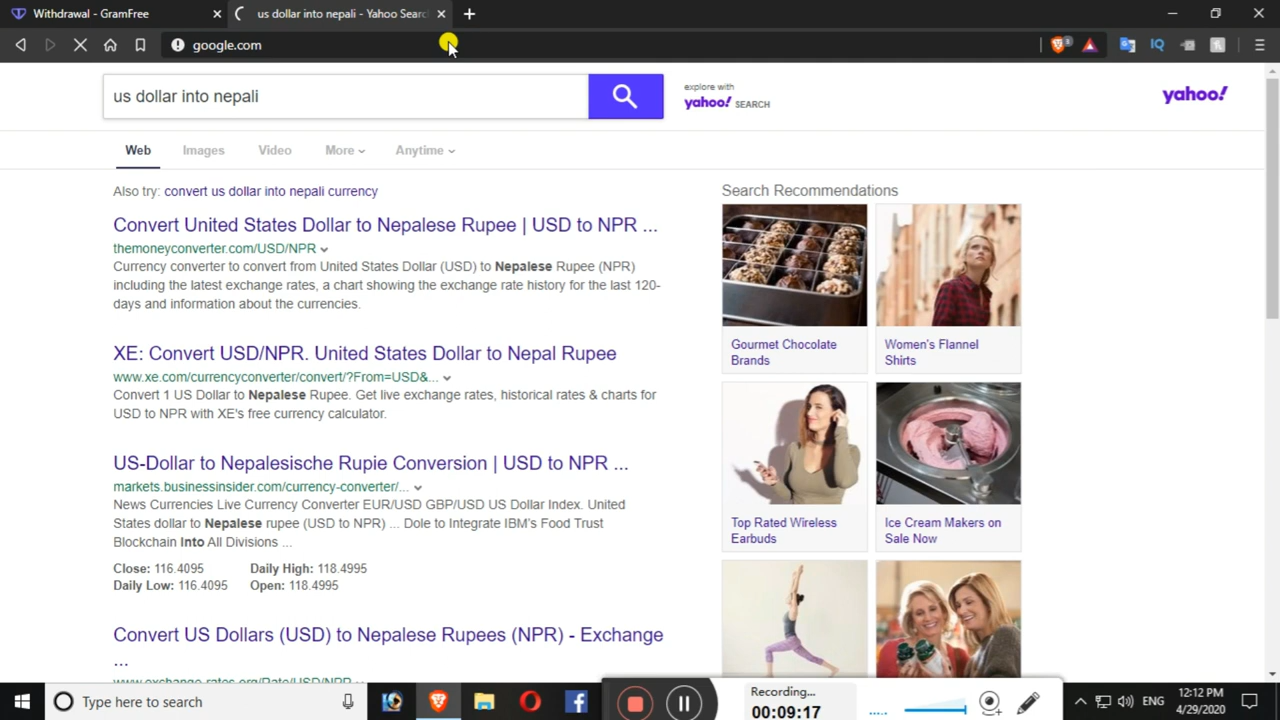 Withdrawal - GramFree
us dollar into nepali - Yahoo Searc
google.com
us dollar into nepali
explore with
yahoo! SEARCH
yahoo!
Web Images Video More Anytime
Also try: convert us dollar into nepali currency
Search Recommendations
Convert United States Dollar to Nepalese Rupee | USD to NPR ...
themoneyconverter.com/USD/NPR
Currency converter to convert from United States Dollar (USD) to Nepalese Rupee (NPR)
including the latest exchange rates, a chart showing the exchange rate history for the last 120-
days and information about the currencies.
Gourmet Chocolate
Brands
Women's Flannel
Shirts
XE: Convert USD/NPR. United States Dollar to Nepal Rupee
www.xe.com/currencyconverter/convert/?From=USD&...
Convert 1 US Dollar to Nepalese Rupee. Get live exchange rates, historical rates & charts for
USD to NPR with XE's free currency calculator.
US-Dollar to Nepalesische Rupie Conversion | USD to NPR ...
markets.businessinsider.com/currency-converter/...
News Currencies Live Currency Converter EUR/USD GBP/USD US Dollar Index. United
States dollar to Nepalese rupee (USD to NPR) ... Dole to Integrate IBM's Food Trust
Blockchain Into All Divisions ...
Close: 116.4095 Daily High: 118.4995
Daily Low: 116.4095 Open: 118.4995
Top Rated Wireless
Earbuds
Ice Cream Makers on
Sale Now
Convert US Dollars (USD) to Nepalese Rupees (NPR) - Exchange
...
www.exchange-rates.org/Rate/USD/NPR
Type here to search
Recording...
00:09:17
ENG
12:12 PM
4/29/2020